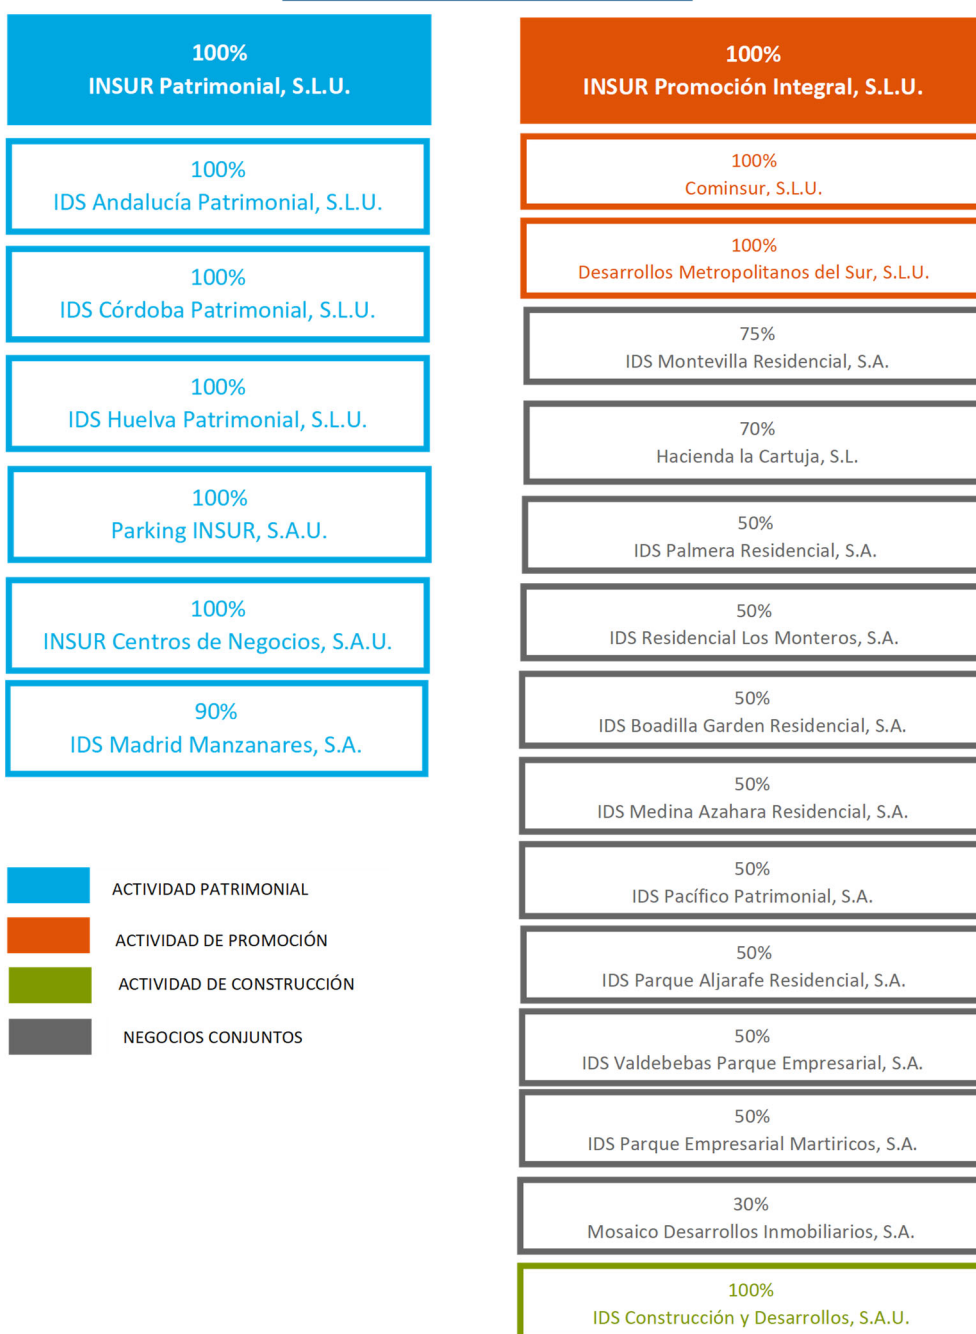 100%
INSUR Patrimonial, S.L.U.
100%
IDS Andalucía Patrimonial, S.L.U.
100%
IDS Córdoba Patrimonial, S.L.U.
100%
IDS Huelva Patrimonial, S.L.U.
100%
Parking INSUR, S.A.U.
100%
INSUR Centros de Negocios, S.A.U.
90%
IDS Madrid Manzanares, S.A.
ACTIVIDAD PATRIMONIAL
ACTIVIDAD DE PROMOCIÓN
ACTIVIDAD DE CONSTRUCCIÓN
NEGOCIOS CONJUNTOS
100%
INSUR Promoción Integral, S.L.U.
100%
Cominsur, S.L.U.
100%
Desarrollos Metropolitanos del Sur, S.L.U.
75%
IDS Montevilla Residencial, S.A.
70%
Hacienda la Cartuja, S.L.
50%
IDS Palmera Residencial, S.A.
50%
IDS Residencial Los Monteros, S.A.
50%
IDS Boadilla Garden Residencial, S.A.
50%
IDS Medina Azahara Residencial, S.A.
50%
IDS Pacífico Patrimonial, S.A.
50%
IDS Parque Aljarafe Residencial, S.A.
50%
IDS Valdebebas Parque Empresarial, S.A.
50%
IDS Parque Empresarial Martiricos, S.A.
30%
Mosaico Desarrollos Inmobiliarios, S.A.
100%
IDS Construcción y Desarrollos, S.A.U.